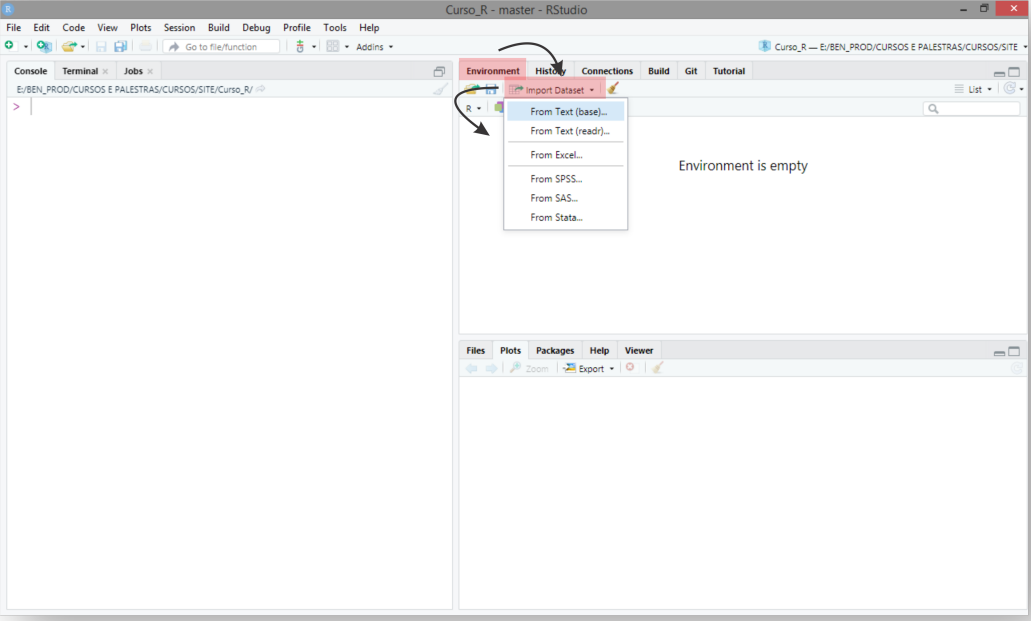 Curso_R - master - RStudio
File Edit Code View Plots Session Build Debug Profile Tools Help
Go to file/function Addins Curso_R — E:/BEN_PROD/CURSOS E PALESTRAS/CURSOS/SITE
Console Terminal Jobs
E:/BEN_PROD/CURSOS E PALESTRAS/CURSOS/SITE/Curso_R/
>
Environment History Connections Build Git Tutorial
Import Dataset List
R
From Text (base)...
From Text (readr)...
From Excel...
From SPSS...
From SAS...
From Stata...
Environment is empty
Files Plots Packages Help Viewer
Zoom Export